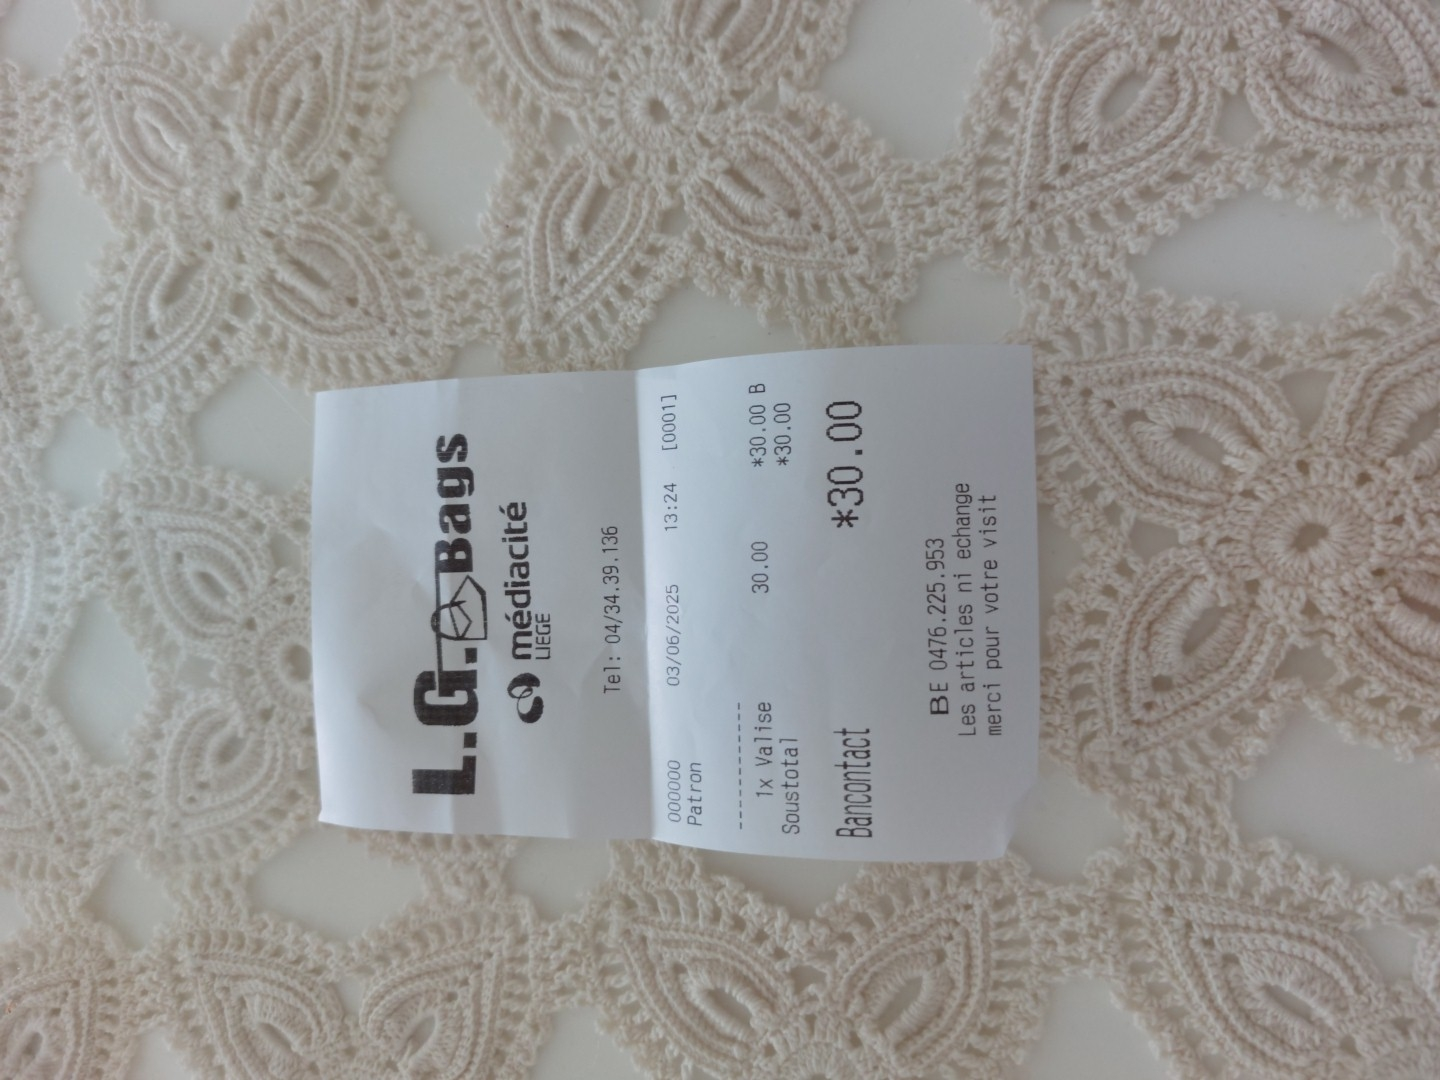 L.G. Bags
médiacité
LIEGE
Tel: 04/34.39.136
000000 03/06/2025 13:24 [0001]
Patron
----------
1x Valise 30.00 *30.00 B
Soustotal *30.00
Bancontact *30.00
BE 0476.225.953
Les articles ni echange
merci pour votre visit